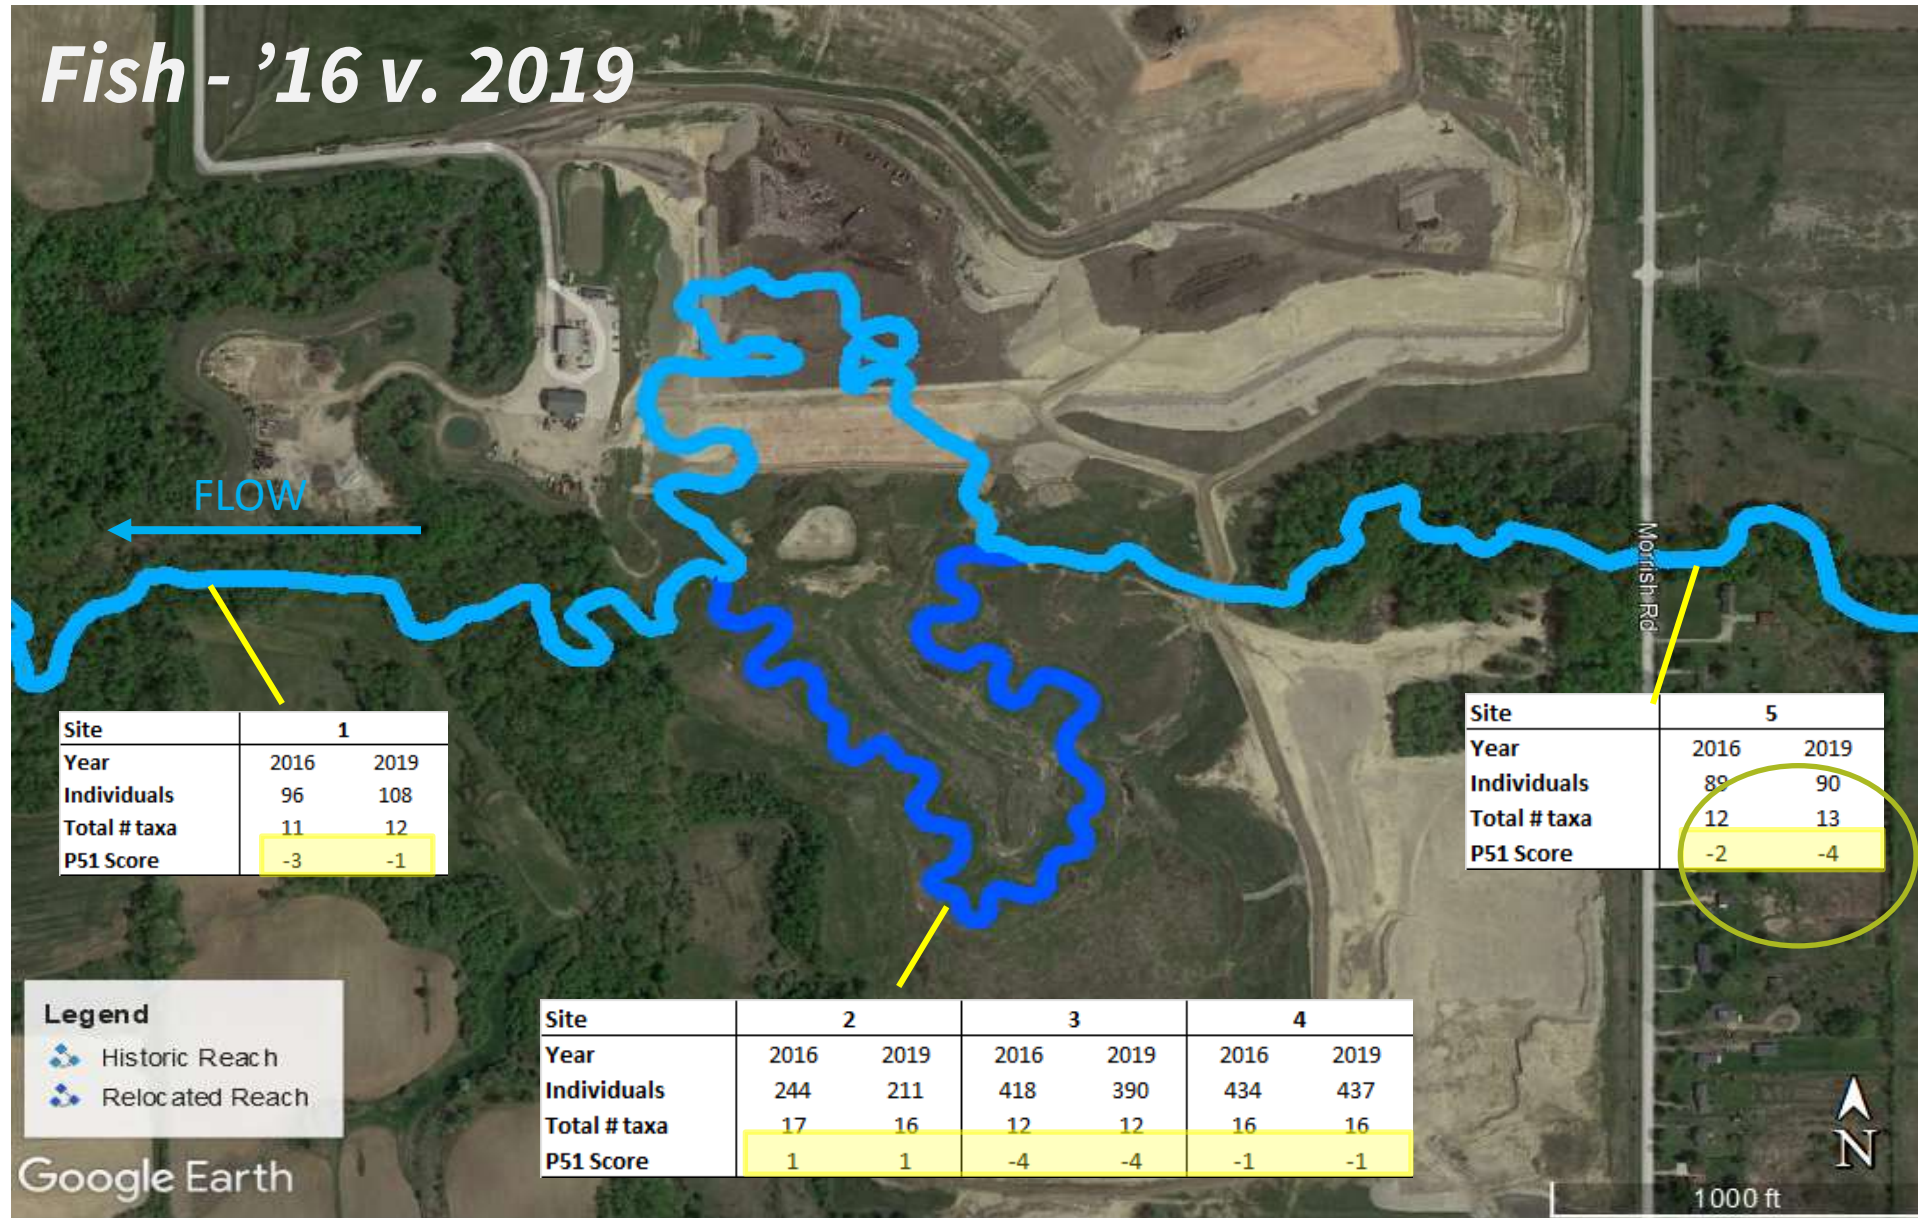 Fish - ’16 v. 2019
FLOW
Morrish Rd
Site 1
Year 2016 2019
Individuals 96 108
Total # taxa 11 12
P51 Score -3 -1
Site 5
Year 2016 2019
Individuals 89 90
Total # taxa 12 13
P51 Score -2 -4
Site 2 3 4
Year 2016 2019 2016 2019 2016 2019
Individuals 244 211 418 390 434 437
Total # taxa 17 16 12 12 16 16
P51 Score 1 1 -4 -4 -1 -1
Legend
Historic Reach
Relocated Reach
Google Earth
N
1000 ft